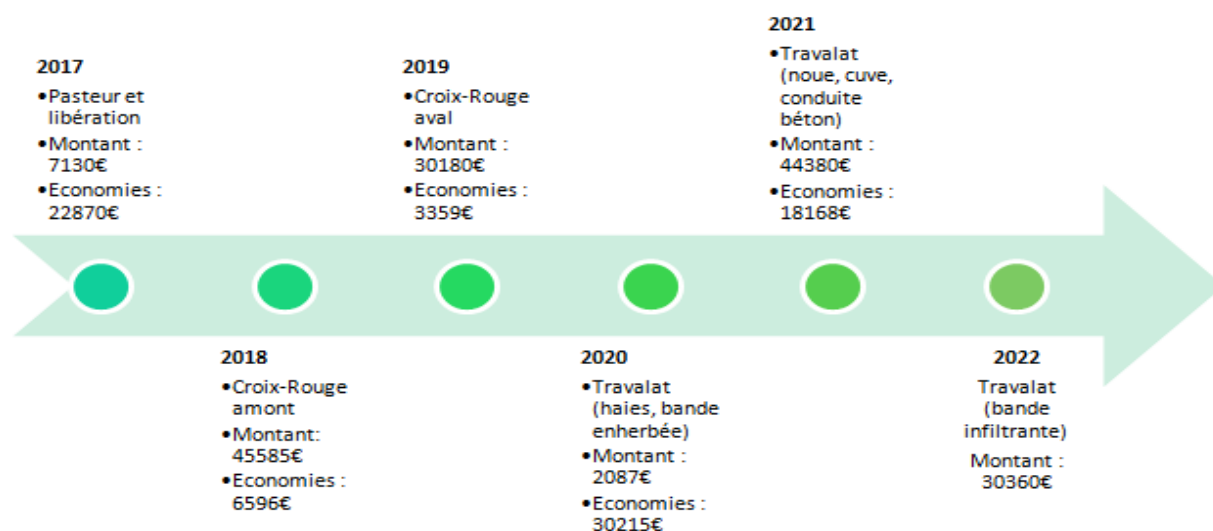 2017
•Pasteur et
libération
•Montant :
7130€
•Economies :
22870€
2018
•Croix-Rouge
amont
•Montant:
45585€
•Economies :
6596€
2019
•Croix-Rouge
aval
•Montant :
30180€
•Economies :
3359€
2020
•Travalat
(haies, bande
enherbée)
•Montant :
2087€
•Economies :
30215€
2021
•Travalat
(noue, cuve,
conduite
béton)
•Montant :
44380€
•Economies :
18168€
2022
Travalat
(bande
infiltrante)
Montant :
30360€